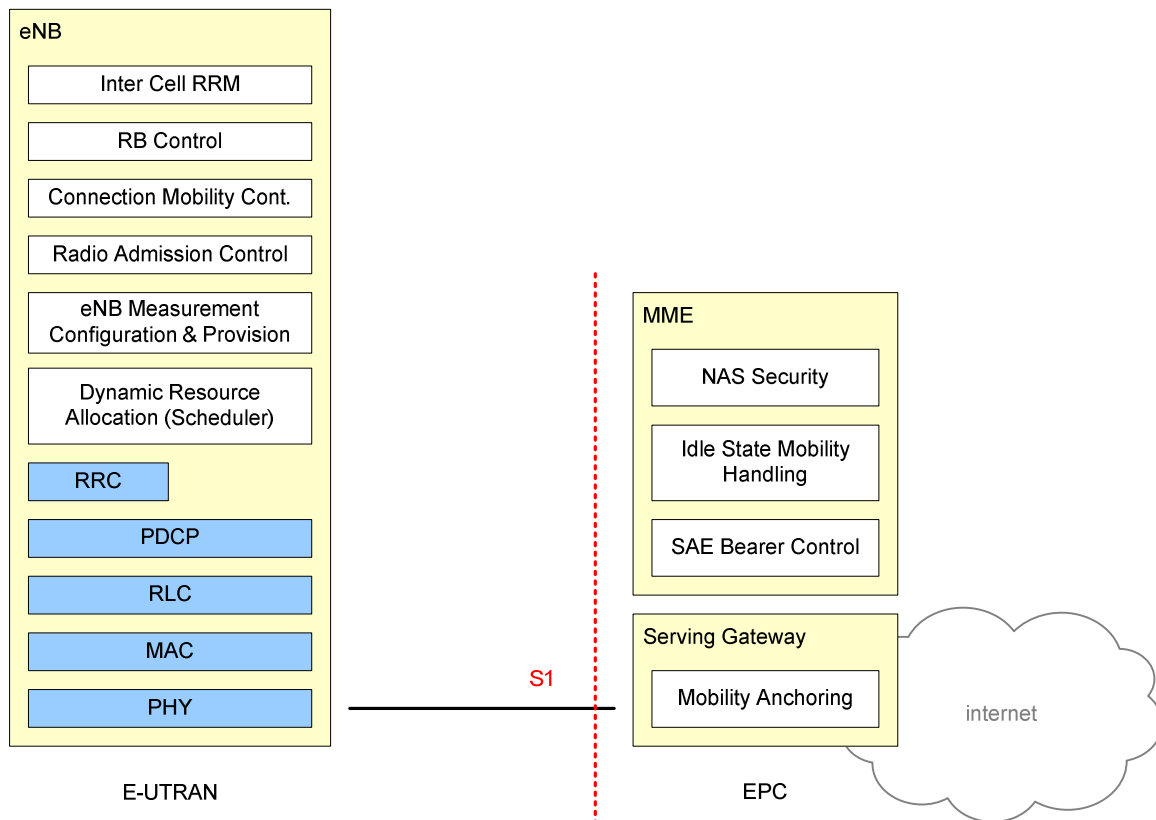 eNB
Inter Cell RRM
RB Control
Connection Mobility Cont.
Radio Admission Control
eNB Measurement
Configuration & Provision
Dynamic Resource
Allocation (Scheduler)
RRC
PDCP
RLC
MAC
PHY
S1
MME
NAS Security
Idle State Mobility
Handling
SAE Bearer Control
Serving Gateway
Mobility Anchoring
internet
E-UTRAN
EPC